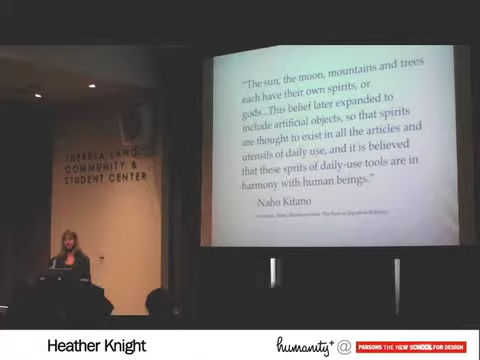 "The sun, the moon, mountains and trees
each have their own spirits, or
gods...This belief later expanded to
include artificial objects, so that spirits
are thought to exist in all the articles and
utensils of daily use, and it is believed
that these sprits of daily-use tools are in
harmony with human beings."
-Naho Kitano
THERESA LANG
COMMUNITY &
STUDENT CENTER
Heather Knight
humanity+ @ PARSONS THE NEW SCHOOL FOR DESIGN